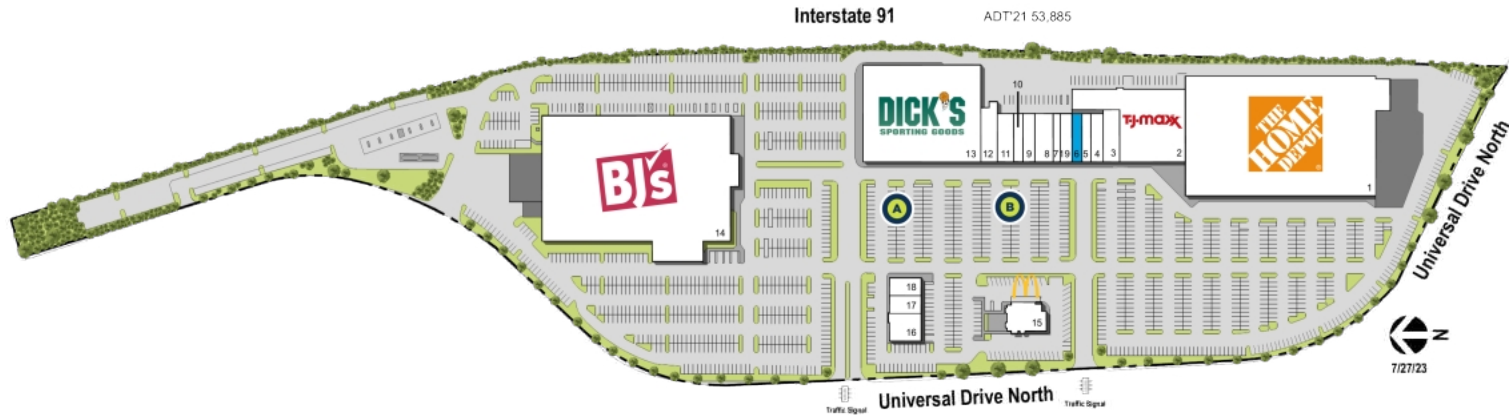 Interstate 91
ADT'21 53,885
DICK'S
SPORTING GOODS
13
12
11
10
9
8
7
19
6
5
4
3
T·J·maxx
2
THE
HOME
DEPOT
1
BJ's
14
A
B
18
17
16
15
Universal Drive North
N
7/27/23
Traffic Signal
Universal Drive North
Traffic Signal